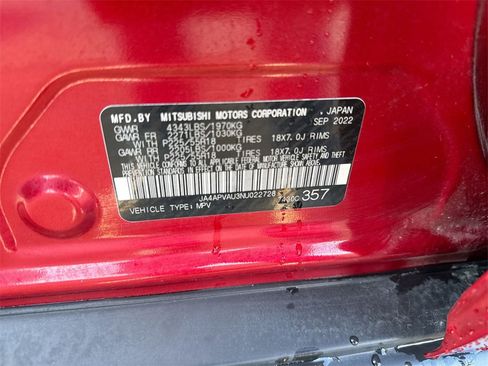 MFD.BY MITSUBISHI MOTORS CORPORATION , JAPAN
GVWR 4343LBS/1970KG SEP 2022
GAWR FR 2271LBS/1030KG
WITH P225/55R18 TIRES 18X7.0J RIMS
GAWR RR 2205LBS/1000KG
WITH P225/55R18 TIRES 18X7.0J RIMS
THIS VEHICLE CONFORMS TO ALL APPLICABLE FEDERAL MOTOR VEHICLE
SAFETY STANDARDS IN EFFECT ON THE DATE OF MANUFACTURE SHOWN ABOVE.
JA4APVAU3NU022728 357
VEHICLE TYPE: MPV